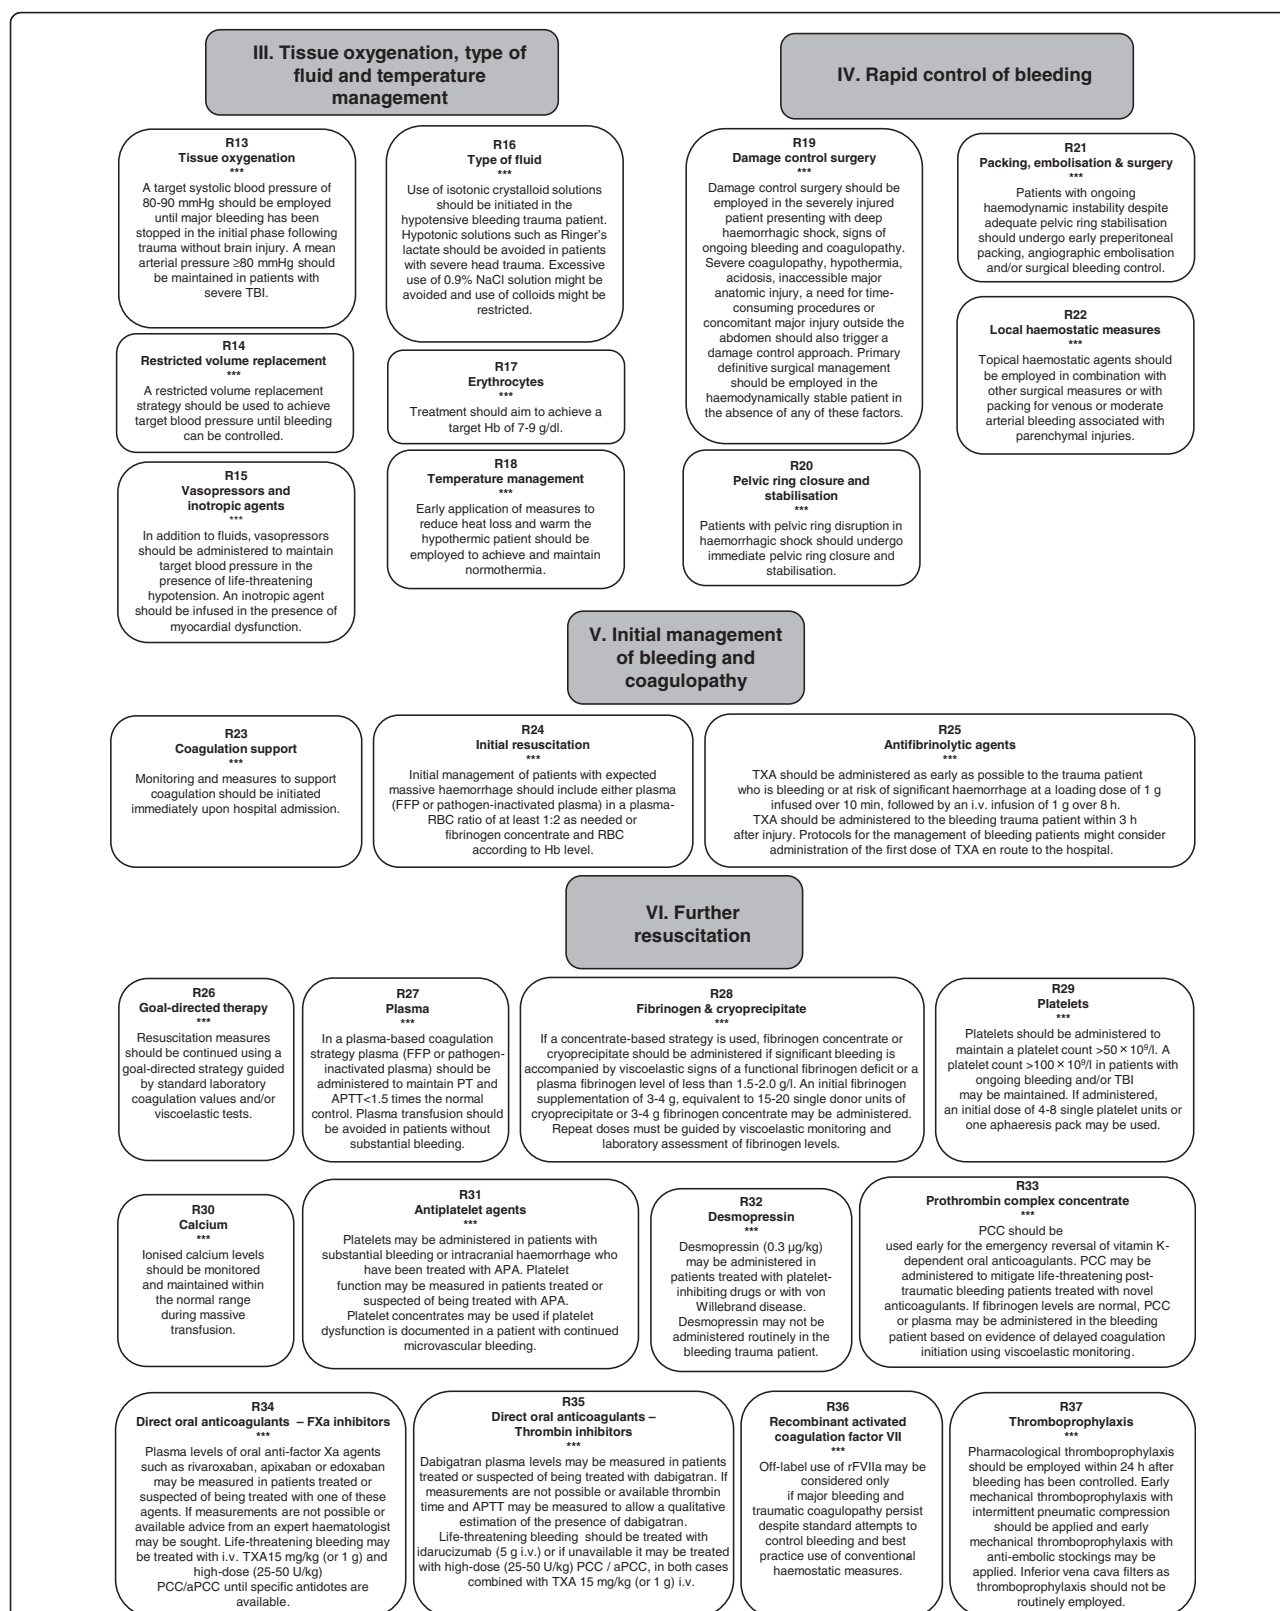 III. Tissue oxygenation, type of
fluid and temperature
management
IV. Rapid control of bleeding
R13
Tissue oxygenation
***
A target systolic blood pressure of
80-90 mmHg should be employed
until major bleeding has been
stopped in the initial phase following
trauma without brain injury. A mean
arterial pressure ≥80 mmHg should
be maintained in patients with
severe TBI.
R16
Type of fluid
***
Use of isotonic crystalloid solutions
should be initiated in the
hypotensive bleeding trauma patient.
Hypotonic solutions such as Ringer's
lactate should be avoided in patients
with severe head trauma. Excessive
use of 0.9% NaCl solution might be
avoided and use of colloids might be
restricted.
R19
Damage control surgery
***
Damage control surgery should be
employed in the severely injured
patient presenting with deep
haemorrhagic shock, signs of
ongoing bleeding and coagulopathy.
Severe coagulopathy, hypothermia,
acidosis, inaccessible major
anatomic injury, a need for time-
consuming procedures or
concomitant major injury outside the
abdomen should also trigger a
damage control approach. Primary
definitive surgical management
should be employed in the
haemodynamically stable patient in
the absence of any of these factors.
R21
Packing, embolisation & surgery
***
Patients with ongoing
haemodynamic instability despite
adequate pelvic ring stabilisation
should undergo early preperitoneal
packing, angiographic embolisation
and/or surgical bleeding control.
R14
Restricted volume replacement
***
A restricted volume replacement
strategy should be used to achieve
target blood pressure until bleeding
can be controlled.
R17
Erythrocytes
***
Treatment should aim to achieve a
target Hb of 7-9 g/dl.
R22
Local haemostatic measures
***
Topical haemostatic agents should
be employed in combination with
other surgical measures or with
packing for venous or moderate
arterial bleeding associated with
parenchymal injuries.
R15
Vasopressors and
inotropic agents
***
In addition to fluids, vasopressors
should be administered to maintain
target blood pressure in the
presence of life-threatening
hypotension. An inotropic agent
should be infused in the presence of
myocardial dysfunction.
R18
Temperature management
***
Early application of measures to
reduce heat loss and warm the
hypothermic patient should be
employed to achieve and maintain
normothermia.
R20
Pelvic ring closure and
stabilisation
***
Patients with pelvic ring disruption in
haemorrhagic shock should undergo
immediate pelvic ring closure and
stabilisation.
V. Initial management
of bleeding and
coagulopathy
R23
Coagulation support
***
Monitoring and measures to support
coagulation should be initiated
immediately upon hospital admission.
R24
Initial resuscitation
***
Initial management of patients with expected
massive haemorrhage should include either plasma
(FFP or pathogen-inactivated plasma) in a plasma-
RBC ratio of at least 1:2 as needed or
fibrinogen concentrate and RBC
according to Hb level.
R25
Antifibrinolytic agents
***
TXA should be administered as early as possible to the trauma patient
who is bleeding or at risk of significant haemorrhage at a loading dose of 1 g
infused over 10 min, followed by an i.v. infusion of 1 g over 8 h.
TXA should be administered to the bleeding trauma patient within 3 h
after injury. Protocols for the management of bleeding patients might consider
administration of the first dose of TXA en route to the hospital.
VI. Further
resuscitation
R26
Goal-directed therapy
***
Resuscitation measures
should be continued using a
goal-directed strategy guided
by standard laboratory
coagulation values and/or
viscoelastic tests.
R27
Plasma
***
In a plasma-based coagulation
strategy plasma (FFP or pathogen-
inactivated plasma) should be
administered to maintain PT and
APTT<1.5 times the normal
control. Plasma transfusion should
be avoided in patients without
substantial bleeding.
R28
Fibrinogen & cryoprecipitate
***
If a concentrate-based strategy is used, fibrinogen concentrate or
cryoprecipitate should be administered if significant bleeding is
accompanied by viscoelastic signs of a functional fibrinogen deficit or a
plasma fibrinogen level of less than 1.5-2.0 g/l. An initial fibrinogen
supplementation of 3-4 g, equivalent to 15-20 single donor units of
cryoprecipitate or 3-4 g fibrinogen concentrate may be administered.
Repeat doses must be guided by viscoelastic monitoring and
laboratory assessment of fibrinogen levels.
R29
Platelets
***
Platelets should be administered to
maintain a platelet count >50 × 10⁹/l. A
platelet count >100 × 10⁹/l in patients with
ongoing bleeding and/or TBI
may be maintained. If administered,
an initial dose of 4-8 single platelet units or
one aphaeresis pack may be used.
R30
Calcium
***
Ionised calcium levels
should be monitored
and maintained within
the normal range
during massive
transfusion.
R31
Antiplatelet agents
***
Platelets may be administered in patients with
substantial bleeding or intracranial haemorrhage who
have been treated with APA. Platelet
function may be measured in patients treated or
suspected of being treated with APA.
Platelet concentrates may be used if platelet
dysfunction is documented in a patient with continued
microvascular bleeding.
R32
Desmopressin
***
Desmopressin (0.3 µg/kg)
may be administered in
patients treated with platelet-
inhibiting drugs or with von
Willebrand disease.
Desmopressin may not be
administered routinely in the
bleeding trauma patient.
R33
Prothrombin complex concentrate
***
PCC should be
used early for the emergency reversal of vitamin K-
dependent oral anticoagulants. PCC may be
administered to mitigate life-threatening post-
traumatic bleeding patients treated with novel
anticoagulants. If fibrinogen levels are normal, PCC
or plasma may be administered in the bleeding
patient based on evidence of delayed coagulation
initiation using viscoelastic monitoring.
R34
Direct oral anticoagulants – FXa inhibitors
***
Plasma levels of oral anti-factor Xa agents
such as rivaroxaban, apixaban or edoxaban
may be measured in patients treated or
suspected of being treated with one of these
agents. If measurements are not possible or
available advice from an expert haematologist
may be sought. Life-threatening bleeding may
be treated with i.v. TXA15 mg/kg (or 1 g) and
high-dose (25-50 U/kg)
PCC/aPCC until specific antidotes are
available.
R35
Direct oral anticoagulants –
Thrombin inhibitors
***
Dabigatran plasma levels may be measured in patients
treated or suspected of being treated with dabigatran. If
measurements are not possible or available thrombin
time and APTT may be measured to allow a qualitative
estimation of the presence of dabigatran.
Life-threatening bleeding should be treated with
idarucizumab (5 g i.v.) or if unavailable it may be treated
with high-dose (25-50 U/kg) PCC / aPCC, in both cases
combined with TXA 15 mg/kg (or 1 g) i.v.
R36
Recombinant activated
coagulation factor VII
***
Off-label use of rFVIIa may be
considered only
if major bleeding and
traumatic coagulopathy persist
despite standard attempts to
control bleeding and best
practice use of conventional
haemostatic measures.
R37
Thromboprophylaxis
***
Pharmacological thromboprophylaxis
should be employed within 24 h after
bleeding has been controlled. Early
mechanical thromboprophylaxis with
intermittent pneumatic compression
should be applied and early
mechanical thromboprophylaxis with
anti-embolic stockings may be
applied. Inferior vena cava filters as
thromboprophylaxis should not be
routinely employed.